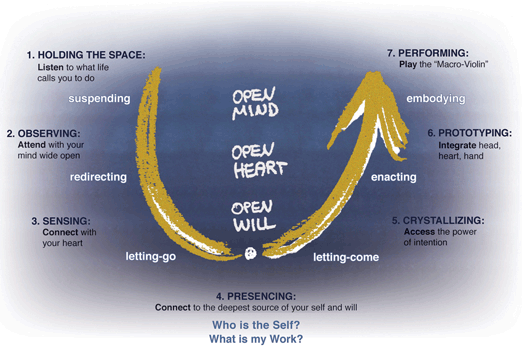 1. HOLDING THE SPACE:
Listen to what life
calls you to do
suspending
2. OBSERVING:
Attend with your
mind wide open
redirecting
3. SENSING:
Connect with
your heart
letting-go
OPEN
MIND
OPEN
HEART
OPEN
WILL
4. PRESENCING:
Connect to the deepest source of your self and will
Who is the Self?
What is my Work?
7. PERFORMING:
Play the “Macro-Violin”
embodying
6. PROTOTYPING:
Integrate head,
heart, hand
enacting
5. CRYSTALLIZING:
Access the power
of intention
letting-come